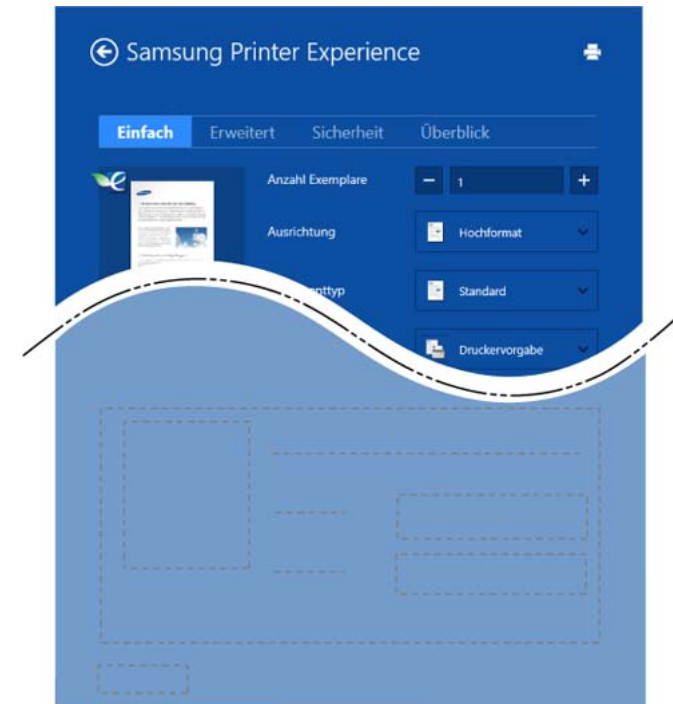 Samsung Printer Experience
Einfach Erweitert Sicherheit Überblick
Anzahl Exemplare 1
Ausrichtung Hochformat
Standard
Druckervorgabe